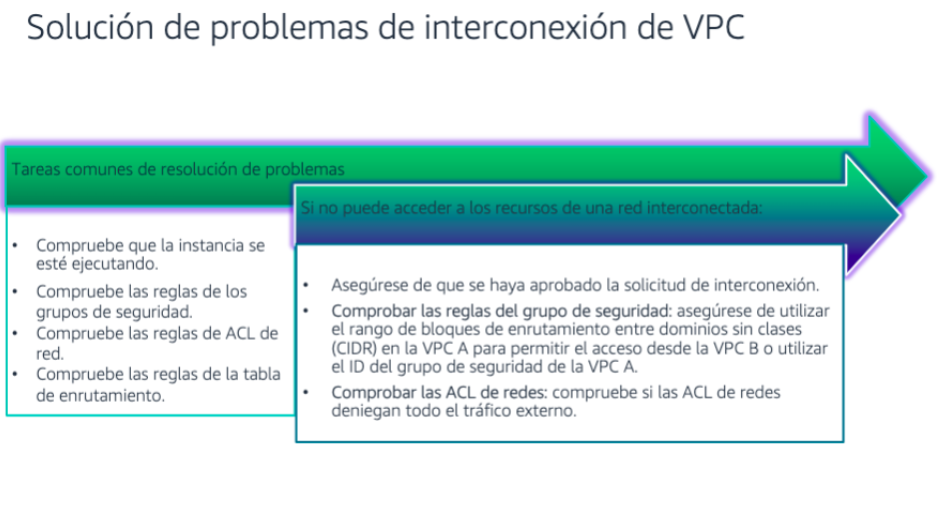 Solución de problemas de interconexión de VPC
Tareas comunes de resolución de problemas
• Compruebe que la instancia se
esté ejecutando.
• Compruebe las reglas de los
grupos de seguridad.
• Compruebe las reglas de ACL de
red.
• Compruebe las reglas de la tabla
de enrutamiento.
Si no puede acceder a los recursos de una red interconectada:
• Asegúrese de que se haya aprobado la solicitud de interconexión.
• Comprobar las reglas del grupo de seguridad: asegúrese de utilizar
el rango de bloques de enrutamiento entre dominios sin clases
(CIDR) en la VPC A para permitir el acceso desde la VPC B o utilizar
el ID del grupo de seguridad de la VPC A.
• Comprobar las ACL de redes: compruebe si las ACL de redes
deniegan todo el tráfico externo.